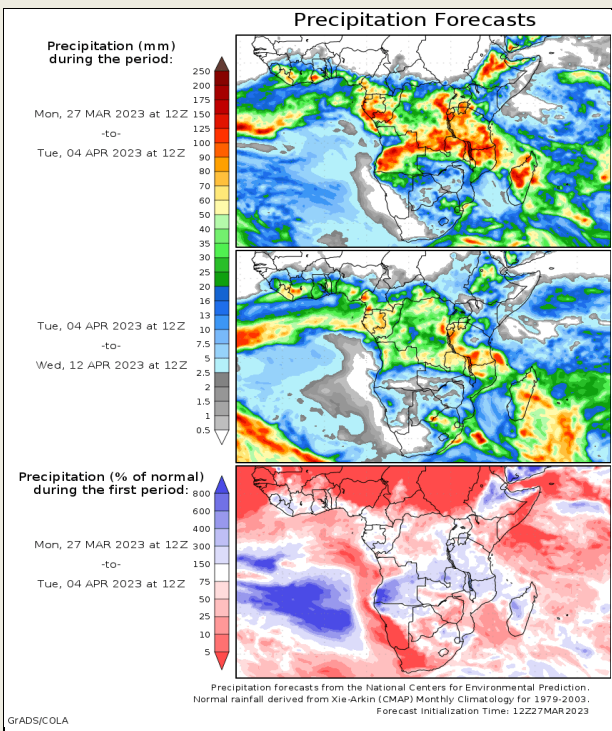 Precipitation Forecasts
Precipitation (mm)
during the period:
Mon, 27 MAR 2023 at 12Z
-to-
Tue, 04 APR 2023 at 12Z
250
200
175
150
125
100
90
80
70
60
50
40
35
30
25
20
16
13
10
7.5
5
2.5
2
1.5
1
0.5
Tue, 04 APR 2023 at 12Z
-to-
Wed, 12 APR 2023 at 12Z
Precipitation (% of normal)
during the first period:
Mon, 27 MAR 2023 at 12Z
-to-
Tue, 04 APR 2023 at 12Z
800
600
400
300
150
75
50
25
10
5
Precipitation forecasts from the National Centers for Environmental Prediction.
Normal rainfall derived from Xie-Arkin (CMAP) Monthly Climatology for 1979-2003.
Forecast Initialization Time: 12Z27MAR2023
GrADS/COLA